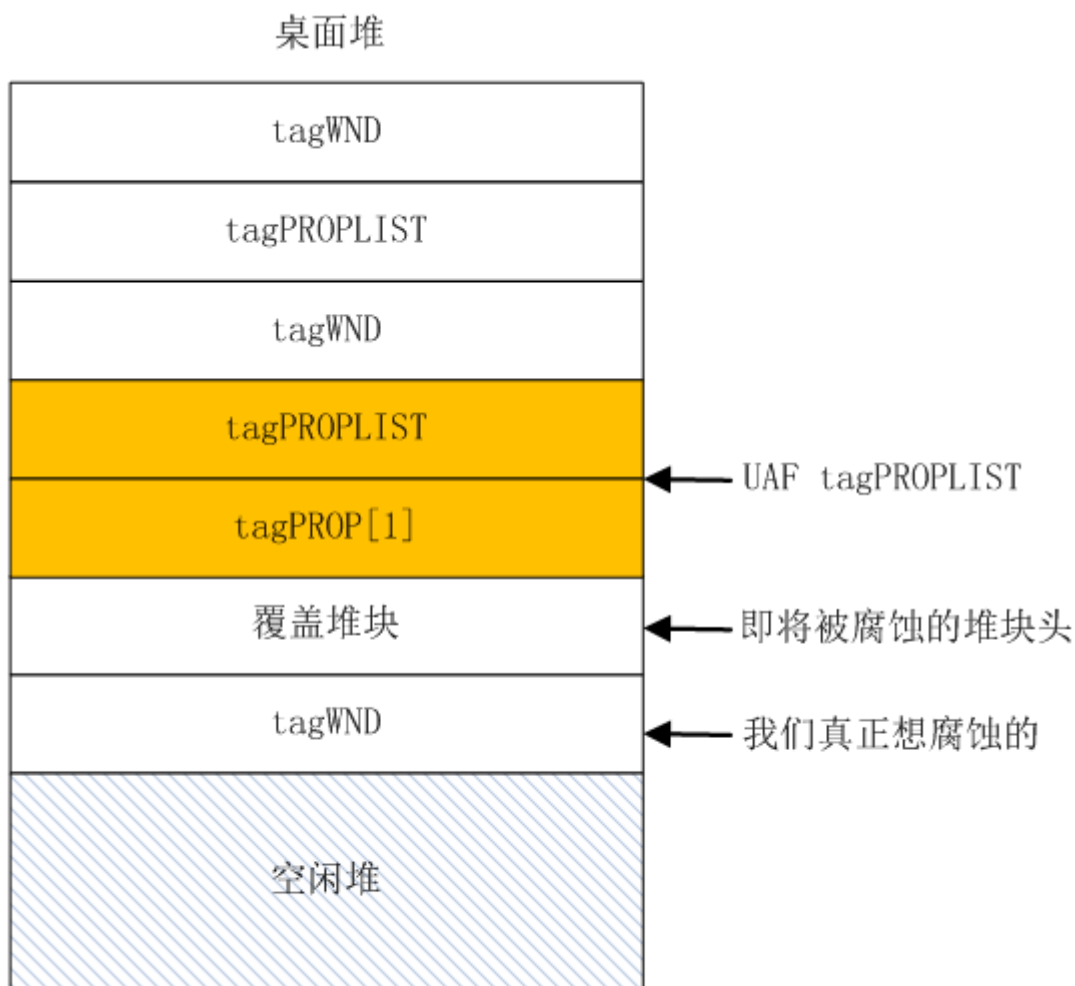 桌面堆
tagWND
tagPROPLIST
tagWND
tagPROPLIST
UAF tagPROPLIST
tagPROP[1]
覆盖堆块
即将被腐蚀的堆块头
tagWND
我们真正想腐蚀的
空闲堆